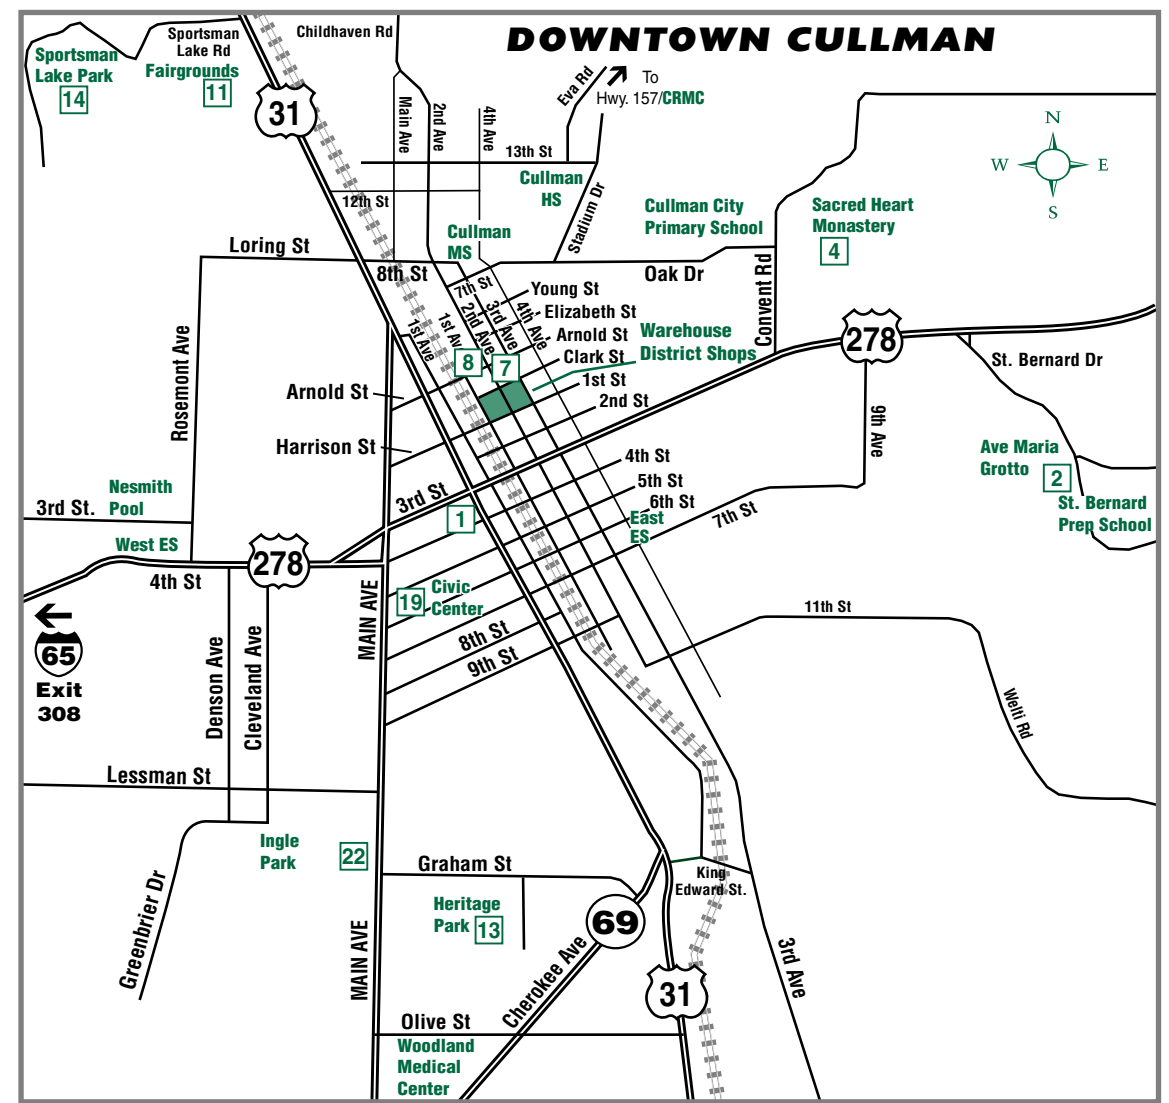 DOWNTOWN CULLMAN
Sportsman
Lake Rd
Childhaven Rd
Sportsman
Lake Park
14
Fairgrounds
11
31
Eva Rd
To
Hwy. 157/CRMC
Main Ave
2nd Ave
4th Ave
13th St
N
W
E
S
Cullman
HS
12th St
Stadium Dr
Cullman City
Primary School
Sacred Heart
Monastery
4
Cullman
MS
Loring St
8th St
7th St
Oak Dr
Convent Rd
Young St
Elizabeth St
Arnold St
Clark St
1st St
2nd St
1st Ave
1st Ave
2nd Ave
3rd Ave
4th Ave
8
7
Warehouse
District Shops
278
St. Bernard Dr
Rosemont Ave
Arnold St
Harrison St
9th Ave
Ave Maria
Grotto
2
St. Bernard
Prep School
Nesmith
Pool
3rd St.
3rd St
4th St
5th St
6th St
East
ES
7th St
1
West ES
278
4th St
19
Civic
Center
MAIN AVE
8th St
9th St
11th St
65
Exit
308
Denson Ave
Cleveland Ave
Welti Rd
Lessman St
Ingle
Park
22
Graham St
King
Edward St.
Greenbrier Dr
Heritage
Park
13
69
MAIN AVE
Cherokee Ave
3rd Ave
31
Olive St
Woodland
Medical
Center